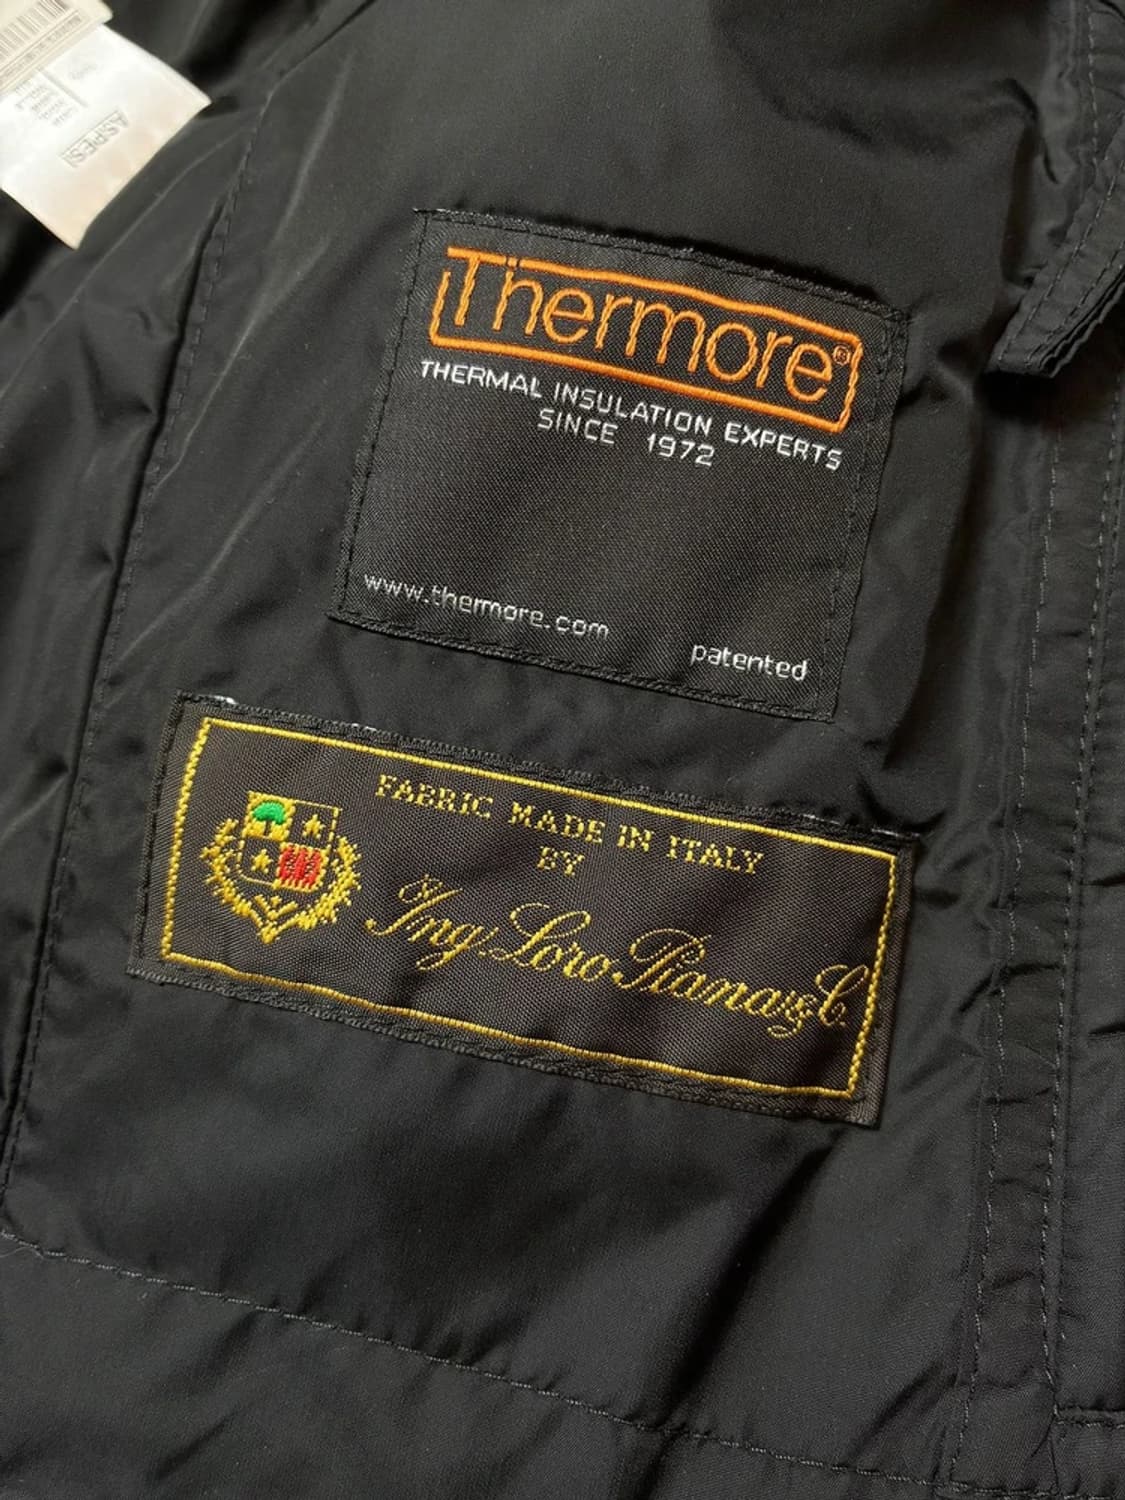 ASPESI
Thermore®
THERMAL INSULATION EXPERTS
SINCE 1972
www.thermore.com
patented
FABRIC MADE IN ITALY
BY
Ing. Loro Piana & C.